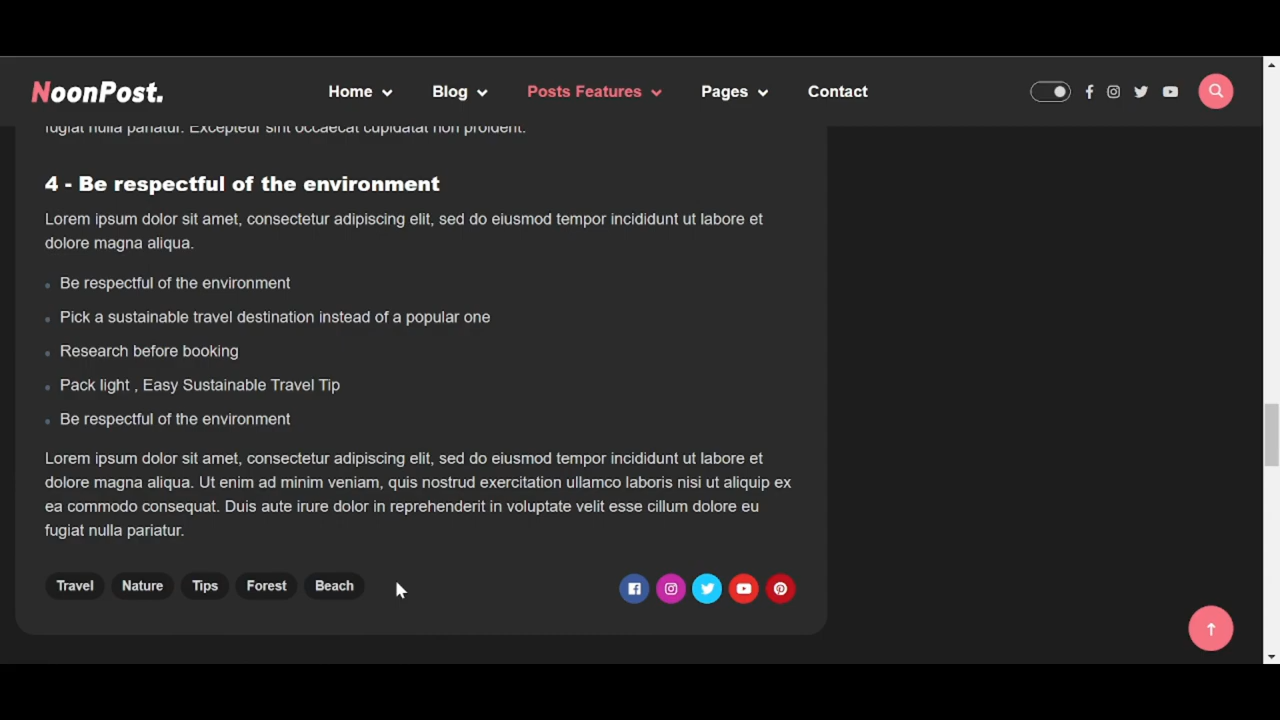 NoonPost.
Home
Blog
Posts Features
Pages
Contact
fugiat nulla pariatur. Excepteur sint occaecat cupidatat non proident.
4 - Be respectful of the environment
Lorem ipsum dolor sit amet, consectetur adipiscing elit, sed do eiusmod tempor incididunt ut labore et
dolore magna aliqua.
Be respectful of the environment
Pick a sustainable travel destination instead of a popular one
Research before booking
Pack light , Easy Sustainable Travel Tip
Be respectful of the environment
Lorem ipsum dolor sit amet, consectetur adipiscing elit, sed do eiusmod tempor incididunt ut labore et
dolore magna aliqua. Ut enim ad minim veniam, quis nostrud exercitation ullamco laboris nisi ut aliquip ex
ea commodo consequat. Duis aute irure dolor in reprehenderit in voluptate velit esse cillum dolore eu
fugiat nulla pariatur.
Travel
Nature
Tips
Forest
Beach